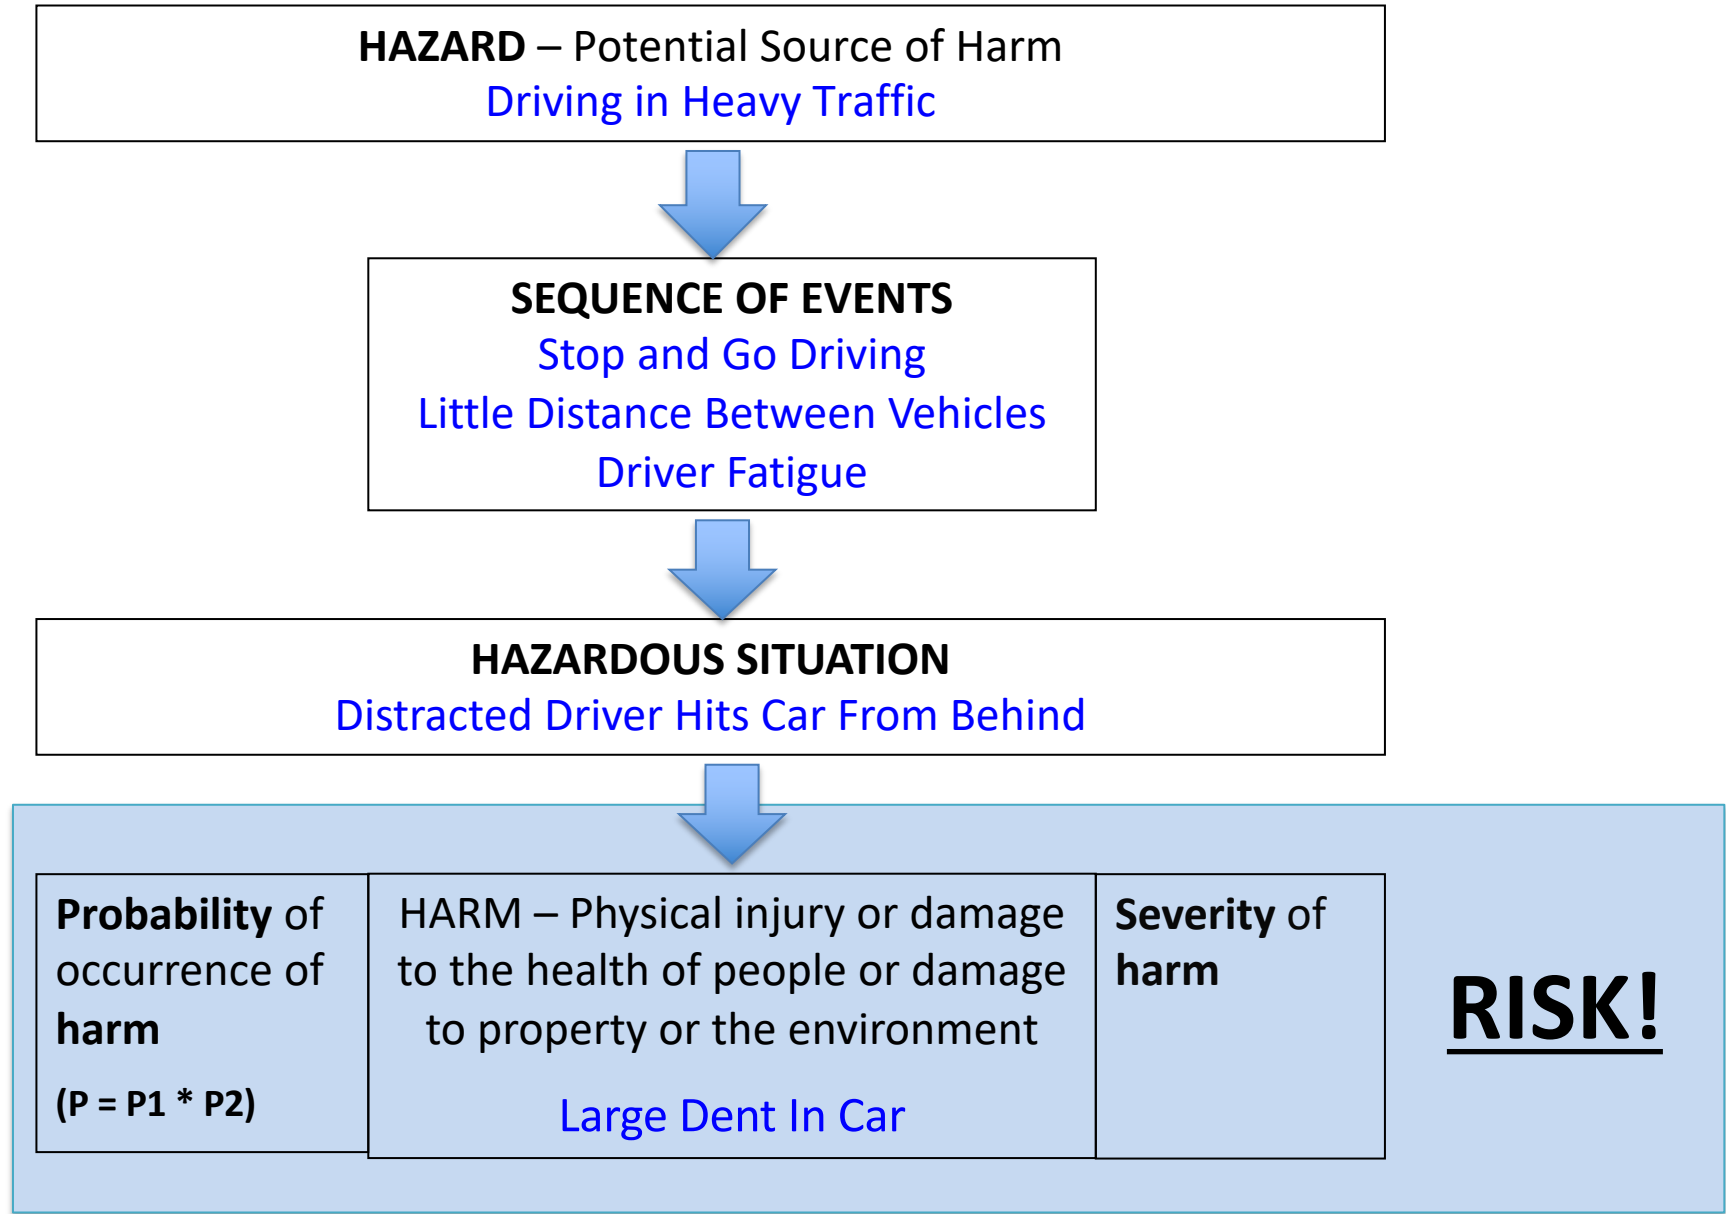 HAZARD – Potential Source of Harm
Driving in Heavy Traffic
SEQUENCE OF EVENTS
Stop and Go Driving
Little Distance Between Vehicles
Driver Fatigue
HAZARDOUS SITUATION
Distracted Driver Hits Car From Behind
Probability of
occurrence of
harm
(P = P1 * P2)
HARM – Physical injury or damage
to the health of people or damage
to property or the environment
Large Dent In Car
Severity of
harm
RISK!